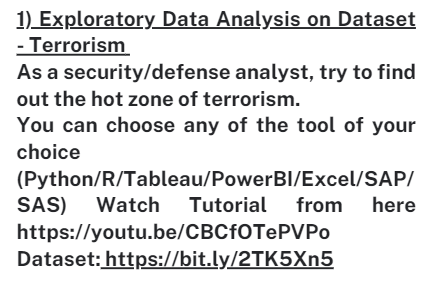 1) Exploratory Data Analysis on Dataset
- Terrorism
As a security/defense analyst, try to find
out the hot zone of terrorism.
You can choose any of the tool of your
choice
(Python/R/Tableau/PowerBI/Excel/SAP/
SAS) Watch Tutorial from here
https://youtu.be/CBCfOTePVPo
Dataset: https://bit.ly/2TK5Xn5